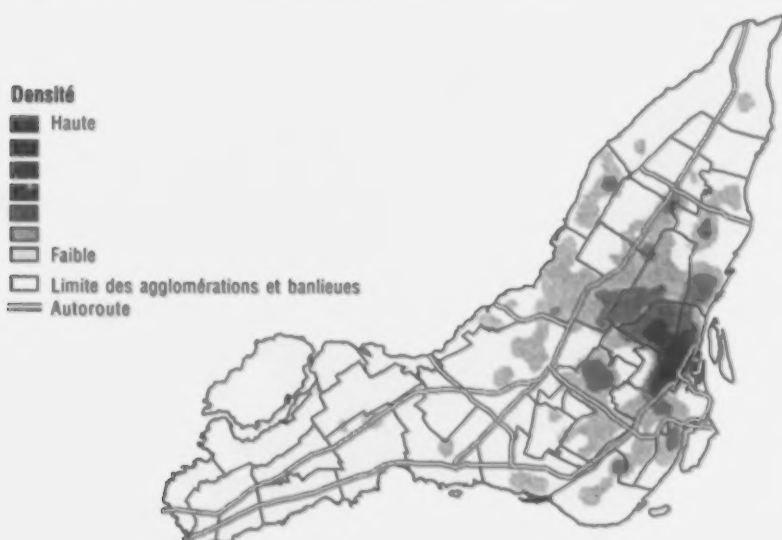 Densité
Haute
Faible
Limite des agglomérations et banlieues
Autoroute